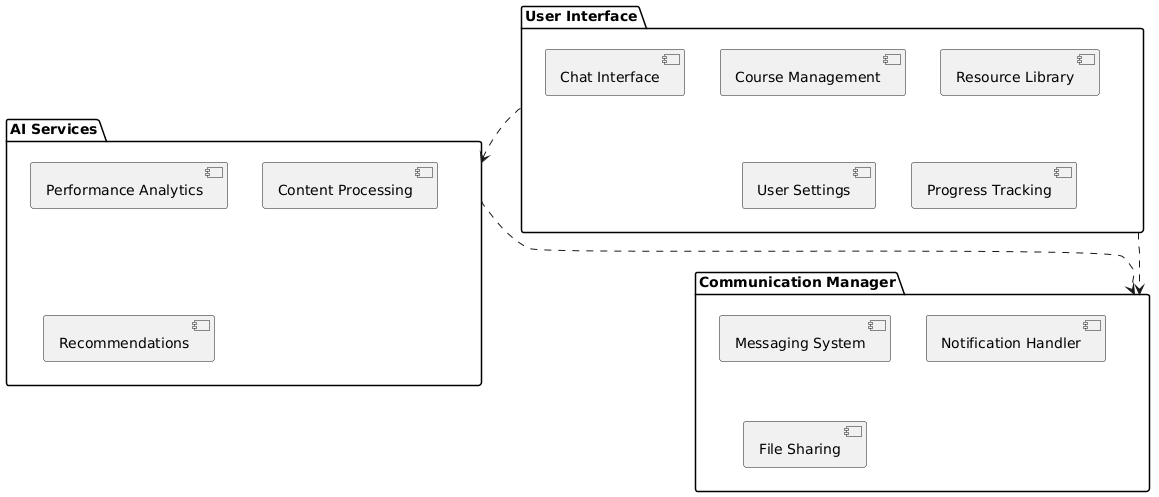 User Interface
Chat Interface
Course Management
Resource Library
User Settings
Progress Tracking
AI Services
Performance Analytics
Content Processing
Recommendations
Communication Manager
Messaging System
Notification Handler
File Sharing